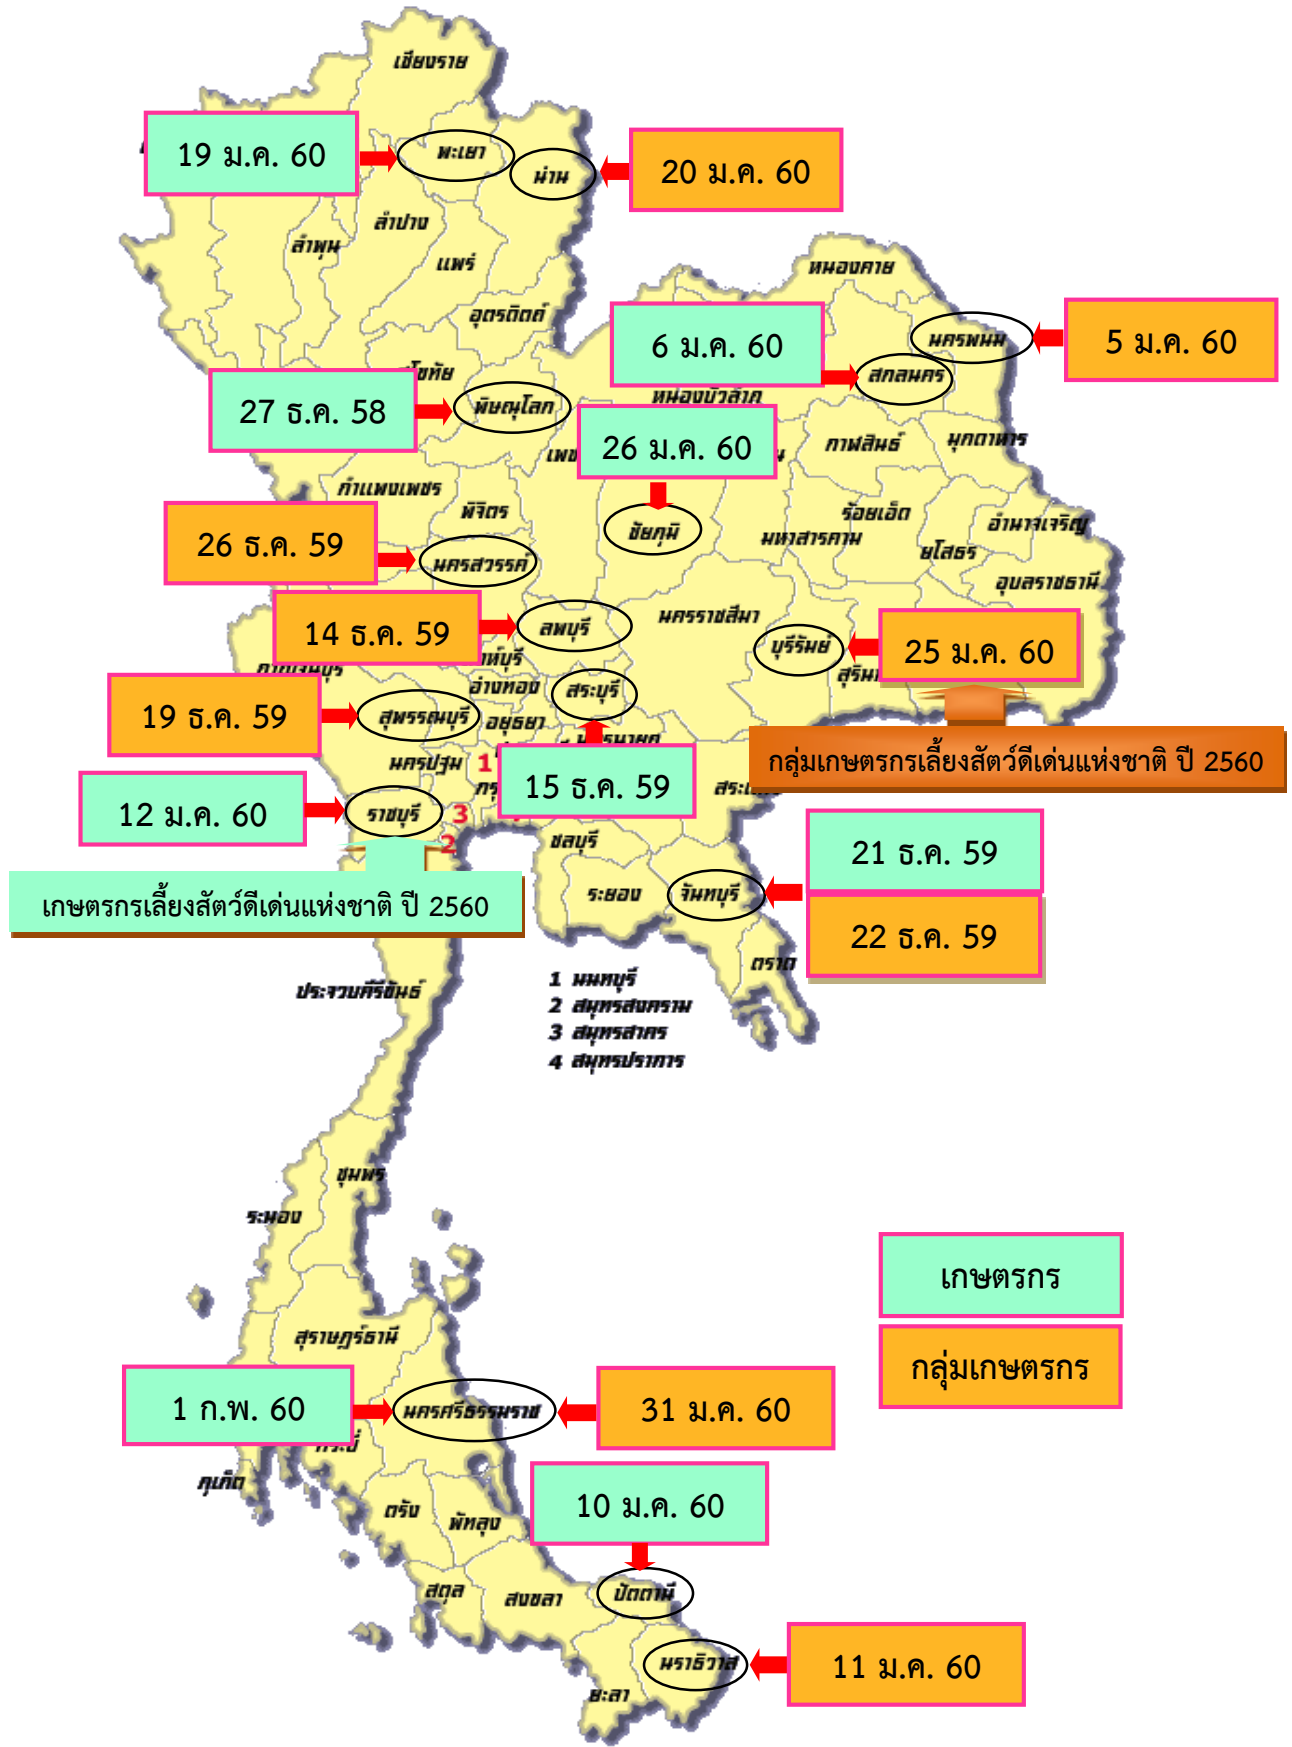 เชียงราย
19 ม.ค. 60
พะเยา
น่าน
20 ม.ค. 60
ลำปาง
ลำพูน
แพร่
หนองคาย
อุตรดิตถ์
6 ม.ค. 60
นครพนม
5 ม.ค. 60
สกลนคร
27 ธ.ค. 58
พิษณุโลก
26 ม.ค. 60
กาฬสินธุ์
มุกดาหาร
กำแพงเพชร
พิจิตร
ชัยภูมิ
ร้อยเอ็ด
มหาสารคาม
ยโสธร
อำนาจเจริญ
26 ธ.ค. 59
นครสวรรค์
อุบลราชธานี
14 ธ.ค. 59
ลพบุรี
นครราชสีมา
บุรีรัมย์
25 ม.ค. 60
อ่างทอง
สระบุรี
19 ธ.ค. 59
สุพรรณบุรี
อยุธยา
นครปฐม
1
กลุ่มเกษตรกรเลี้ยงสัตว์ดีเด่นแห่งชาติ ปี 2560
15 ธ.ค. 59
12 ม.ค. 60
ราชบุรี
3
2
ชลบุรี
21 ธ.ค. 59
เกษตรกรเลี้ยงสัตว์ดีเด่นแห่งชาติ ปี 2560
ระยอง
จันทบุรี
22 ธ.ค. 59
ตราด
ประจวบคีรีขันธ์
1 นนทบุรี
2 สมุทรสงคราม
3 สมุทรสาคร
4 สมุทรปราการ
ชุมพร
ระนอง
เกษตรกร
สุราษฎร์ธานี
กลุ่มเกษตรกร
1 ก.พ. 60
นครศรีธรรมราช
31 ม.ค. 60
ภูเก็ต
ตรัง
พัทลุง
10 ม.ค. 60
สตูล
สงขลา
ปัตตานี
นราธิวาส
11 ม.ค. 60
ยะลา